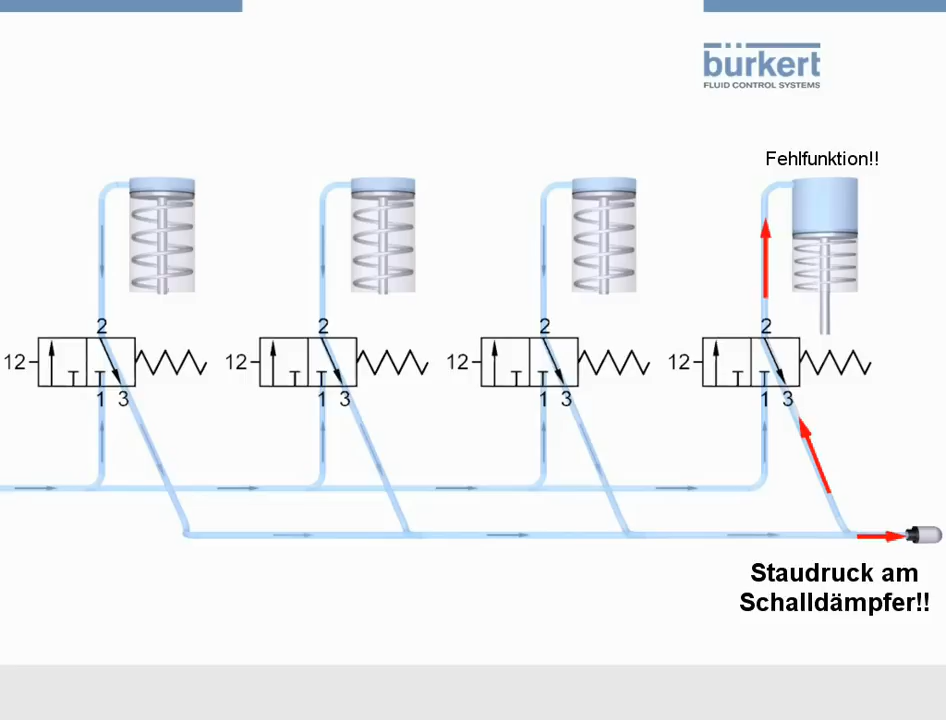 bürkert
FLUID CONTROL SYSTEMS
Fehlfunktion!!
2 2 2 2
12 12 12 12
1 3 1 3 1 3 1 3
Staudruck am
Schalldämpfer!!